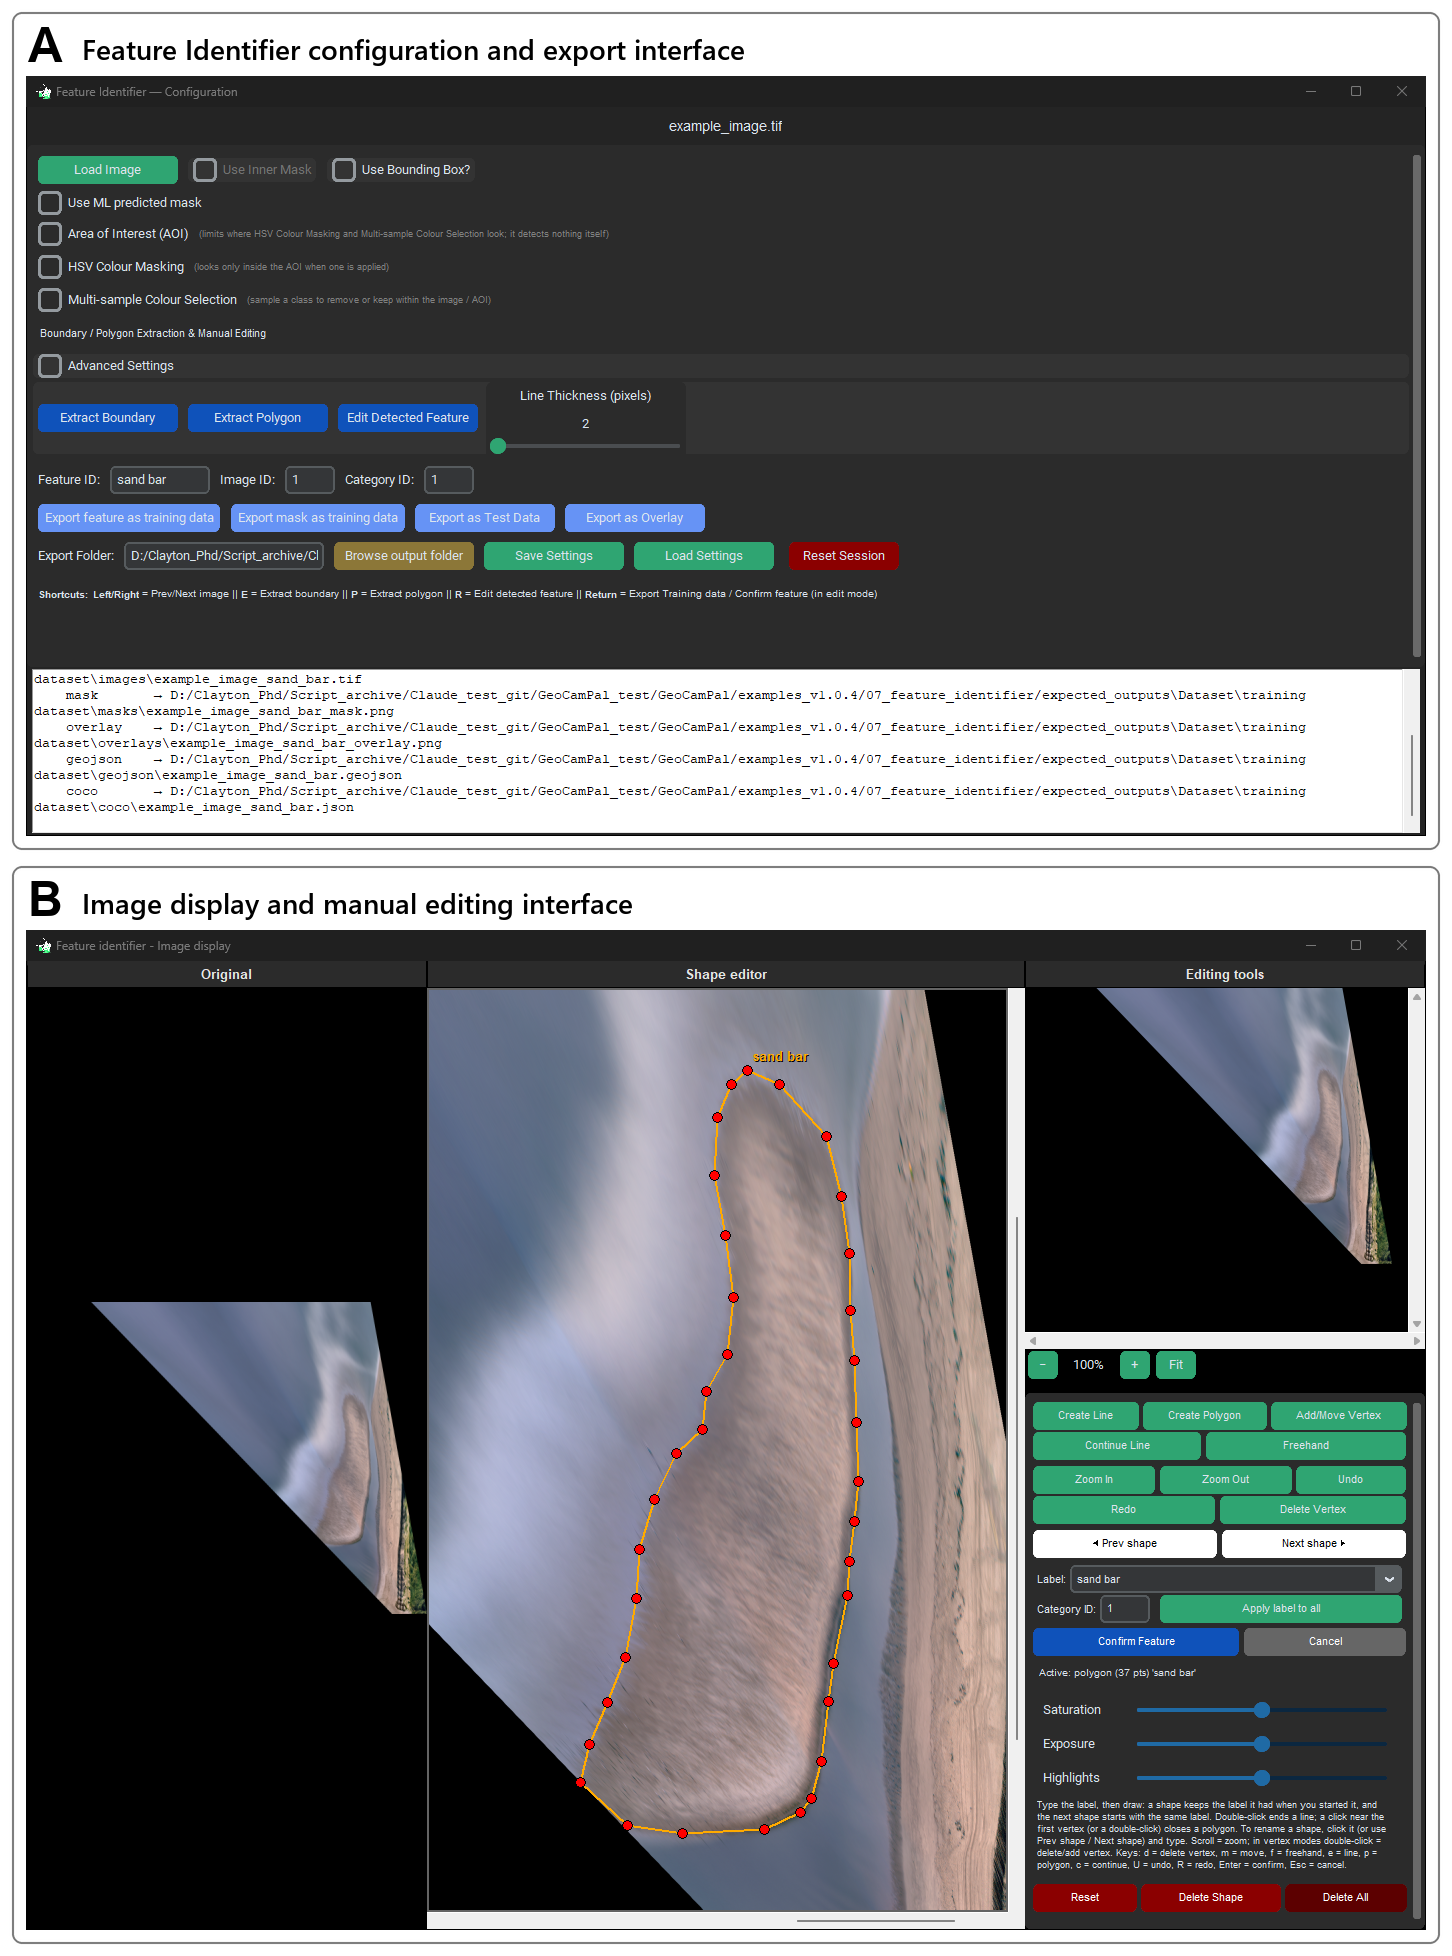 A Feature Identifier configuration and export interface
Feature Identifier — Configuration
example_image.tif
Load Image Use Inner Mask Use Bounding Box?
Use ML predicted mask
Area of Interest (AOI) (limits where HSV Colour Masking and Multi-sample Colour Selection look; it detects nothing itself)
HSV Colour Masking (looks only inside the AOI when one is applied)
Multi-sample Colour Selection (sample a class to remove or keep within the image / AOI)
Boundary / Polygon Extraction & Manual Editing
Advanced Settings
Line Thickness (pixels)
Extract Boundary Extract Polygon Edit Detected Feature 2
Feature ID: sand bar Image ID: 1 Category ID: 1
Export feature as training data Export mask as training data Export as Test Data Export as Overlay
Export Folder: D:/Clayton_Phd/Script_archive/Cl Browse output folder Save Settings Load Settings Reset Session
Shortcuts: Left/Right = Prev/Next image || E = Extract boundary || P = Extract polygon || R = Edit detected feature || Return = Export Training data / Confirm feature (in edit mode)
dataset\images\example_image_sand_bar.tif
mask → D:/Clayton_Phd/Script_archive/Claude_test_git/GeoCamPal_test/GeoCamPal/examples_v1.0.4/07_feature_identifier/expected_outputs\Dataset\training
dataset\masks\example_image_sand_bar_mask.png
overlay → D:/Clayton_Phd/Script_archive/Claude_test_git/GeoCamPal_test/GeoCamPal/examples_v1.0.4/07_feature_identifier/expected_outputs\Dataset\training
dataset\overlays\example_image_sand_bar_overlay.png
geojson → D:/Clayton_Phd/Script_archive/Claude_test_git/GeoCamPal_test/GeoCamPal/examples_v1.0.4/07_feature_identifier/expected_outputs\Dataset\training
dataset\geojson\example_image_sand_bar.geojson
coco → D:/Clayton_Phd/Script_archive/Claude_test_git/GeoCamPal_test/GeoCamPal/examples_v1.0.4/07_feature_identifier/expected_outputs\Dataset\training
dataset\coco\example_image_sand_bar.json
B Image display and manual editing interface
Feature identifier - Image display
Original Shape editor Editing tools
sand bar
− 100% + Fit
Create Line Create Polygon Add/Move Vertex
Continue Line Freehand
Zoom In Zoom Out Undo
Redo Delete Vertex
Prev shape Next shape
Label: sand bar
Category ID: 1 Apply label to all
Confirm Feature Cancel
Active: polygon (37 pts) 'sand bar'
Saturation
Exposure
Highlights
Type the label, then draw: a shape keeps the label it had when you started it, and
the next shape starts with the same label. Double-click ends a line; a click near the
first vertex (or a double-click) closes a polygon. To rename a shape, click it (or use
Prev shape / Next shape) and type. Scroll = zoom; in vertex modes double-click =
delete/add vertex. Keys: d = delete vertex, m = move, f = freehand, e = line, p =
polygon, c = continue, U = undo, R = redo, Enter = confirm, Esc = cancel.
Reset Delete Shape Delete All